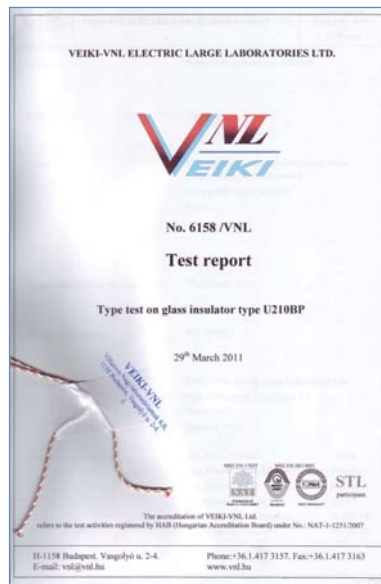 VEIKI-VNL ELECTRIC LARGE LABORATORIES LTD.
VNL
VEIKI
No. 6158 /VNL
Test report
Type test on glass insulator type U210BP
29th March 2011
VEIKI-VNL
STL
participant
The accreditation of VEIKI-VNL Ltd.
refers to the test activities registered by HAB (Hungarian Accreditation Board) under No.: NAT-1-1251/2007
H-1158 Budapest. Vangolyó u. 2-4.
Phone:+36.1.417 3157. Fax:+36.1.417 3163
E-mail: vnl@vnl.hu
www.vnl.hu